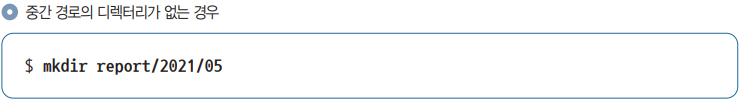 중간 경로의 디렉터리가 없는 경우
$ mkdir report/2021/05